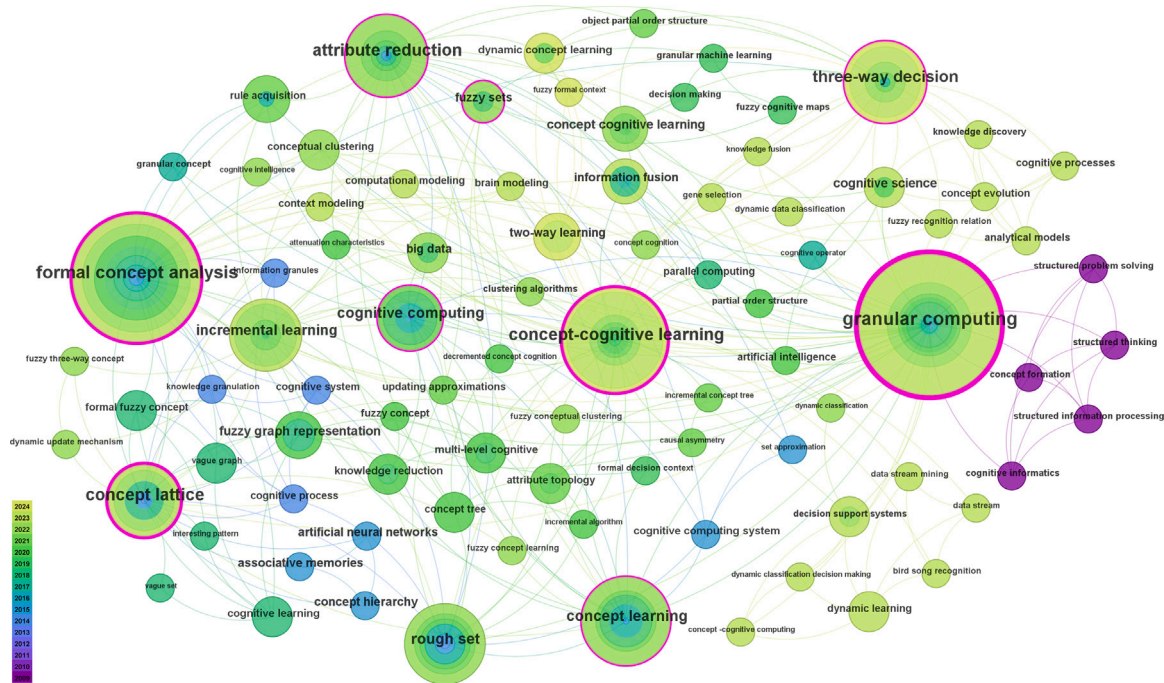 object partial order structure
attribute reduction
dynamic concept learning
granular machine learning
three-way decision
fuzzy formal context
rule acquisition
fuzzy sets
decision making
fuzzy cognitive maps
concept cognitive learning
knowledge discovery
conceptual clustering
knowledge fusion
granular concept
cognitive intelligence
cognitive processes
computational modeling
brain modeling
information fusion
cognitive science
gene selection
concept evolution
context modeling
dynamic data classification
fuzzy recognition relation
two-way learning
attenuation characteristics
big data
concept cognition
analytical models
cognitive operator
formal concept analysis
information granules
parallel computing
structured/problem solving
clustering algorithms
partial order structure
cognitive computing
granular computing
incremental learning
concept-cognitive learning
structured thinking
fuzzy three-way concept
decremented concept cognition
artificial intelligence
concept formation
knowledge granulation
cognitive system
updating approximations
incremental concept tree
formal fuzzy concept
fuzzy concept
fuzzy conceptual clustering
dynamic classification
structured information processing
fuzzy graph representation
dynamic update mechanism
multi-level cognitive
causal asymmetry
set approximation
vague graph
knowledge reduction
formal decision context
cognitive informatics
attribute topology
data stream mining
concept lattice
cognitive process
data stream
2024
2023
2022
2021
2020
2019
2018
2017
2016
2015
2014
2013
2012
2011
2010
concept tree
decision support systems
incremental algorithm
interesting pattern
artificial neural networks
cognitive computing system
fuzzy concept learning
associative memories
dynamic classification decision making
bird song recognition
vague set
concept hierarchy
cognitive learning
concept learning
dynamic learning
concept -cognitive computing
rough set